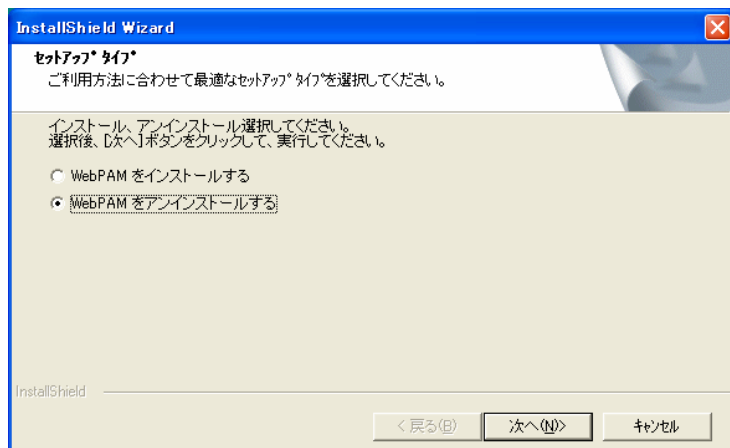 InstallShield Wizard
ｾｯﾄｱｯﾌﾟ ﾀｲﾌﾟ
ご利用方法に合わせて最適なｾｯﾄｱｯﾌﾟ ﾀｲﾌﾟを選択してください。
インストール、アンインストール選択してください。
選択後、[次へ]ボタンをクリックして、実行してください。
WebPAM をインストールする
WebPAM をアンインストールする
InstallShield
< 戻る(B)
次へ(N)>
ｷｬﾝｾﾙ